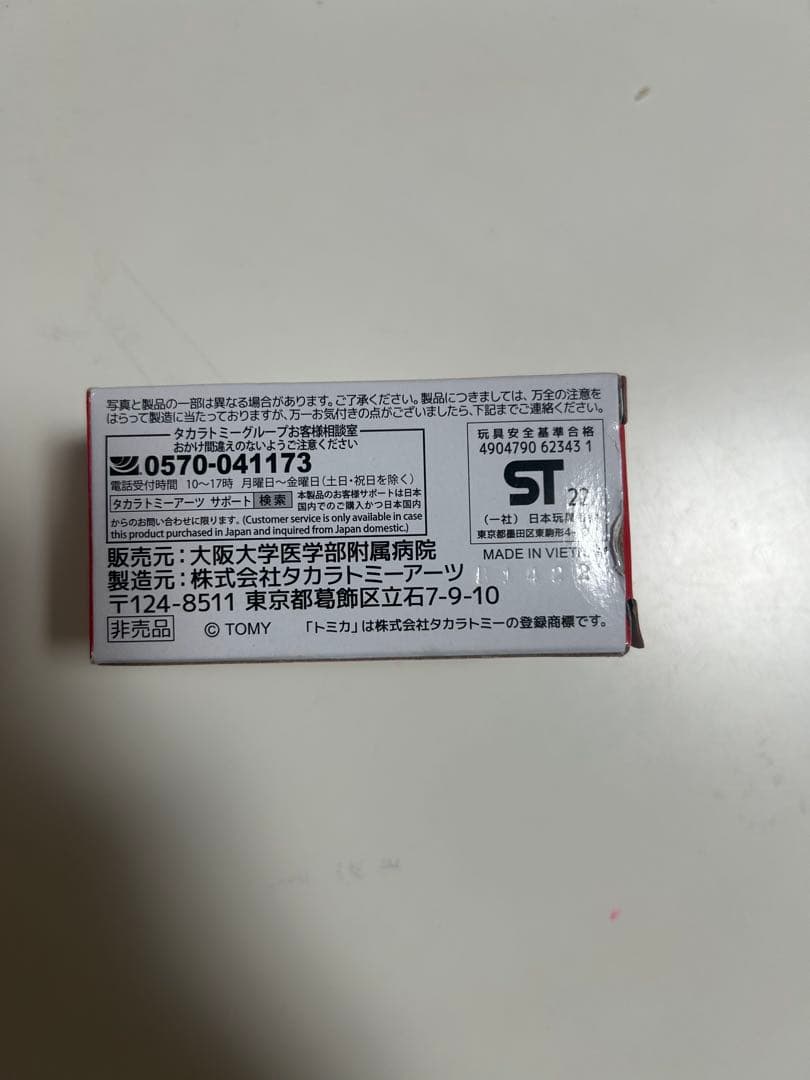 写真と製品の一部は異なる場合があります。ご了承ください。製品につきましては、万全の注意を
はらって製造に当たっておりますが、万一お気付きの点がございましたら、下記までご連絡ください。
タカラトミーグループお客様相談室
おかけ間違えのないようご注意ください
0570-041173
電話受付時間 10〜17時 月曜日〜金曜日(土日・祝日を除く)
タカラトミーアーツ サポート 検索 本製品のお客様サポートは日本
国内でのご購入かつ日本国内
からのお問い合わせに限ります。(Customer service is only available in case
this product purchased in Japan and inquired from Japan domestic.)
玩具安全基準合格
4904790 62343 1
ST 22
(一社) 日本玩
東京都墨田区東駒形4-
MADE IN VIET
販売元:大阪大学医学部附属病院
製造元:株式会社タカラトミーアーツ
〒124-8511 東京都葛飾区立石7-9-10
非売品 © TOMY 「トミカ」は株式会社タカラトミーの登録商標です。